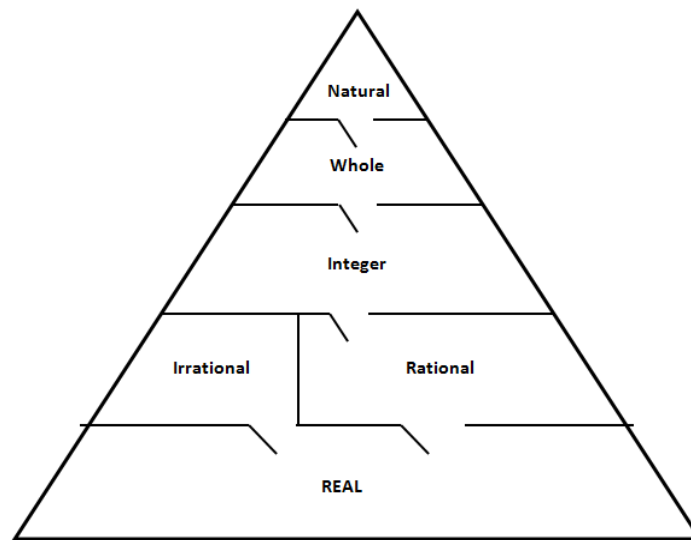 Natural
Whole
Integer
Irrational Rational
REAL